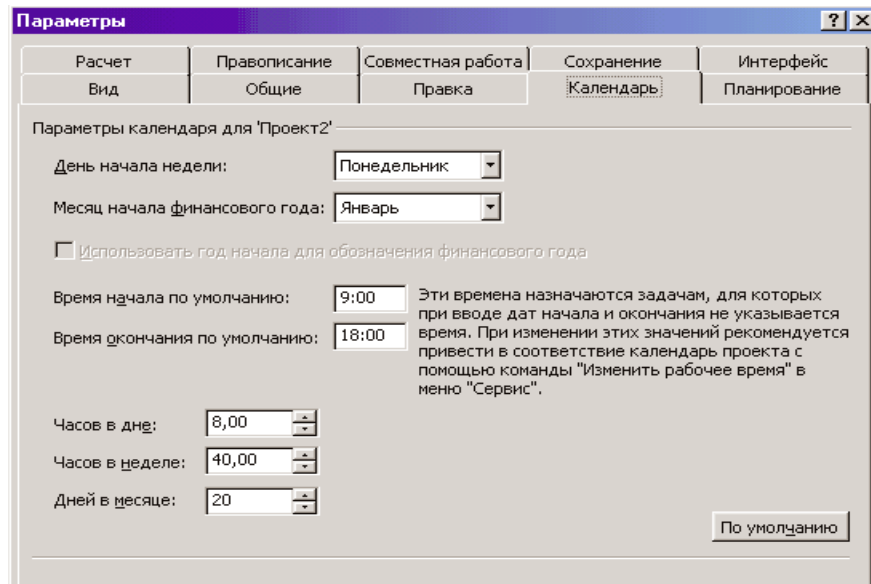 Параметры
Расчет Правописание Совместная работа Сохранение Интерфейс
Вид Общие Правка Календарь Планирование
Параметры календаря для 'Проект2'
День начала недели: Понедельник
Месяц начала финансового года: Январь
Использовать год начала для обозначения финансового года
Время начала по умолчанию: 9:00
Время окончания по умолчанию: 18:00
Эти времена назначаются задачам, для которых
при вводе дат начала и окончания не указывается
время. При изменении этих значений рекомендуется
привести в соответствие календарь проекта с
помощью команды "Изменить рабочее время" в
меню "Сервис".
Часов в дне: 8,00
Часов в неделе: 40,00
Дней в месяце: 20
По умолчанию